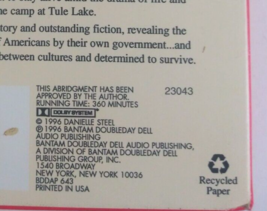 e camp at Tule Lake.
tory and outstanding fiction, revealing the
f Americans by their own government...and
between cultures and determined to survive.
THIS ABRIDGMENT HAS BEEN 23043
APPROVED BY THE AUTHOR.
RUNNING TIME: 360 MINUTES
DOLBY SYSTEM
© 1996 DANIELLE STEEL
℗ 1996 BANTAM DOUBLEDAY DELL
AUDIO PUBLISHING
BANTAM DOUBLEDAY DELL AUDIO PUBLISHING,
A DIVISION OF BANTAM DOUBLEDAY DELL
PUBLISHING GROUP, INC.
1540 BROADWAY
NEW YORK, NEW YORK 10036
BDDAP 643
PRINTED IN USA
Recycled
Paper